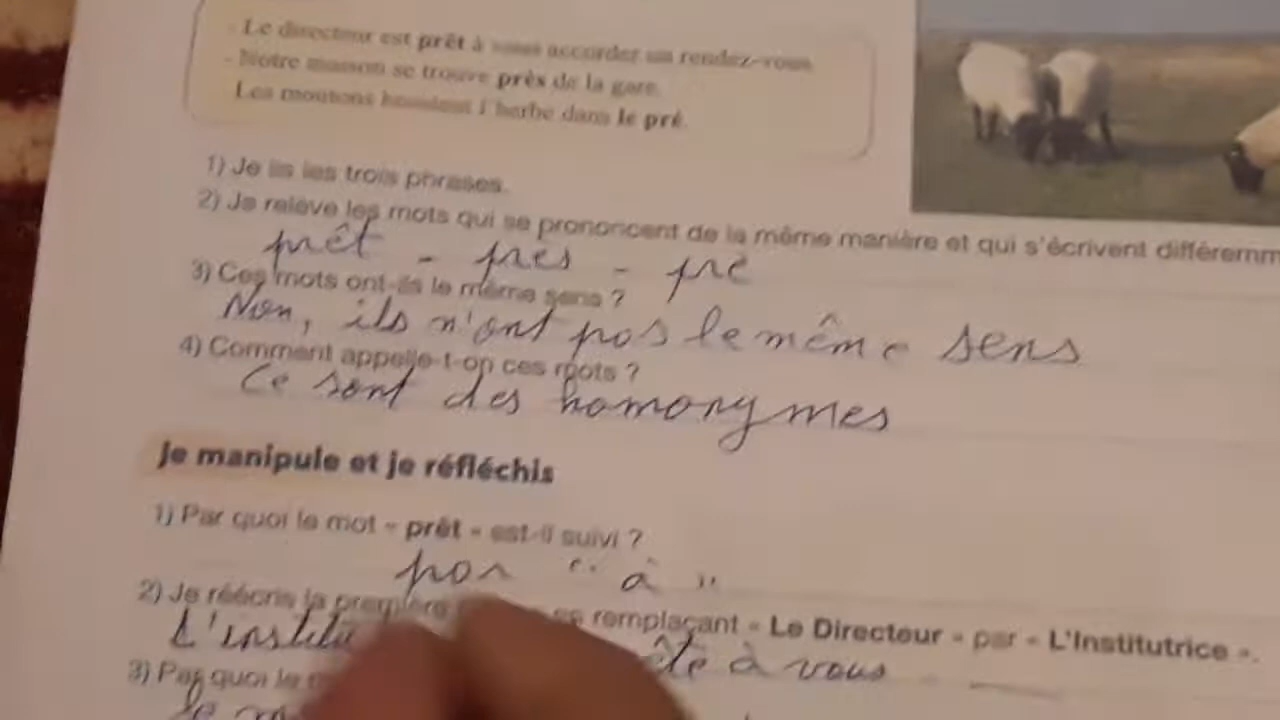 - Le directeur est prêt à vous accorder un rendez-vous.
- Notre maison se trouve près de la gare.
Les moutons broutent l'herbe dans le pré.
1) Je lis les trois phrases.
2) Je relève les mots qui se prononcent de la même manière et qui s'écrivent différemm
prêt - près - pré
3) Ces mots ont-ils le même sens ?
Non, ils n'ont pas le même sens
4) Comment appelle-t-on ces mots ?
Ce sont des homonymes
Je manipule et je réfléchis
1) Par quoi le mot « prêt » est-il suivi ?
par " à "
2) Je réécris la première en remplaçant « Le Directeur » par « L'Institutrice ».
L'institu à vous
3) Par quoi le